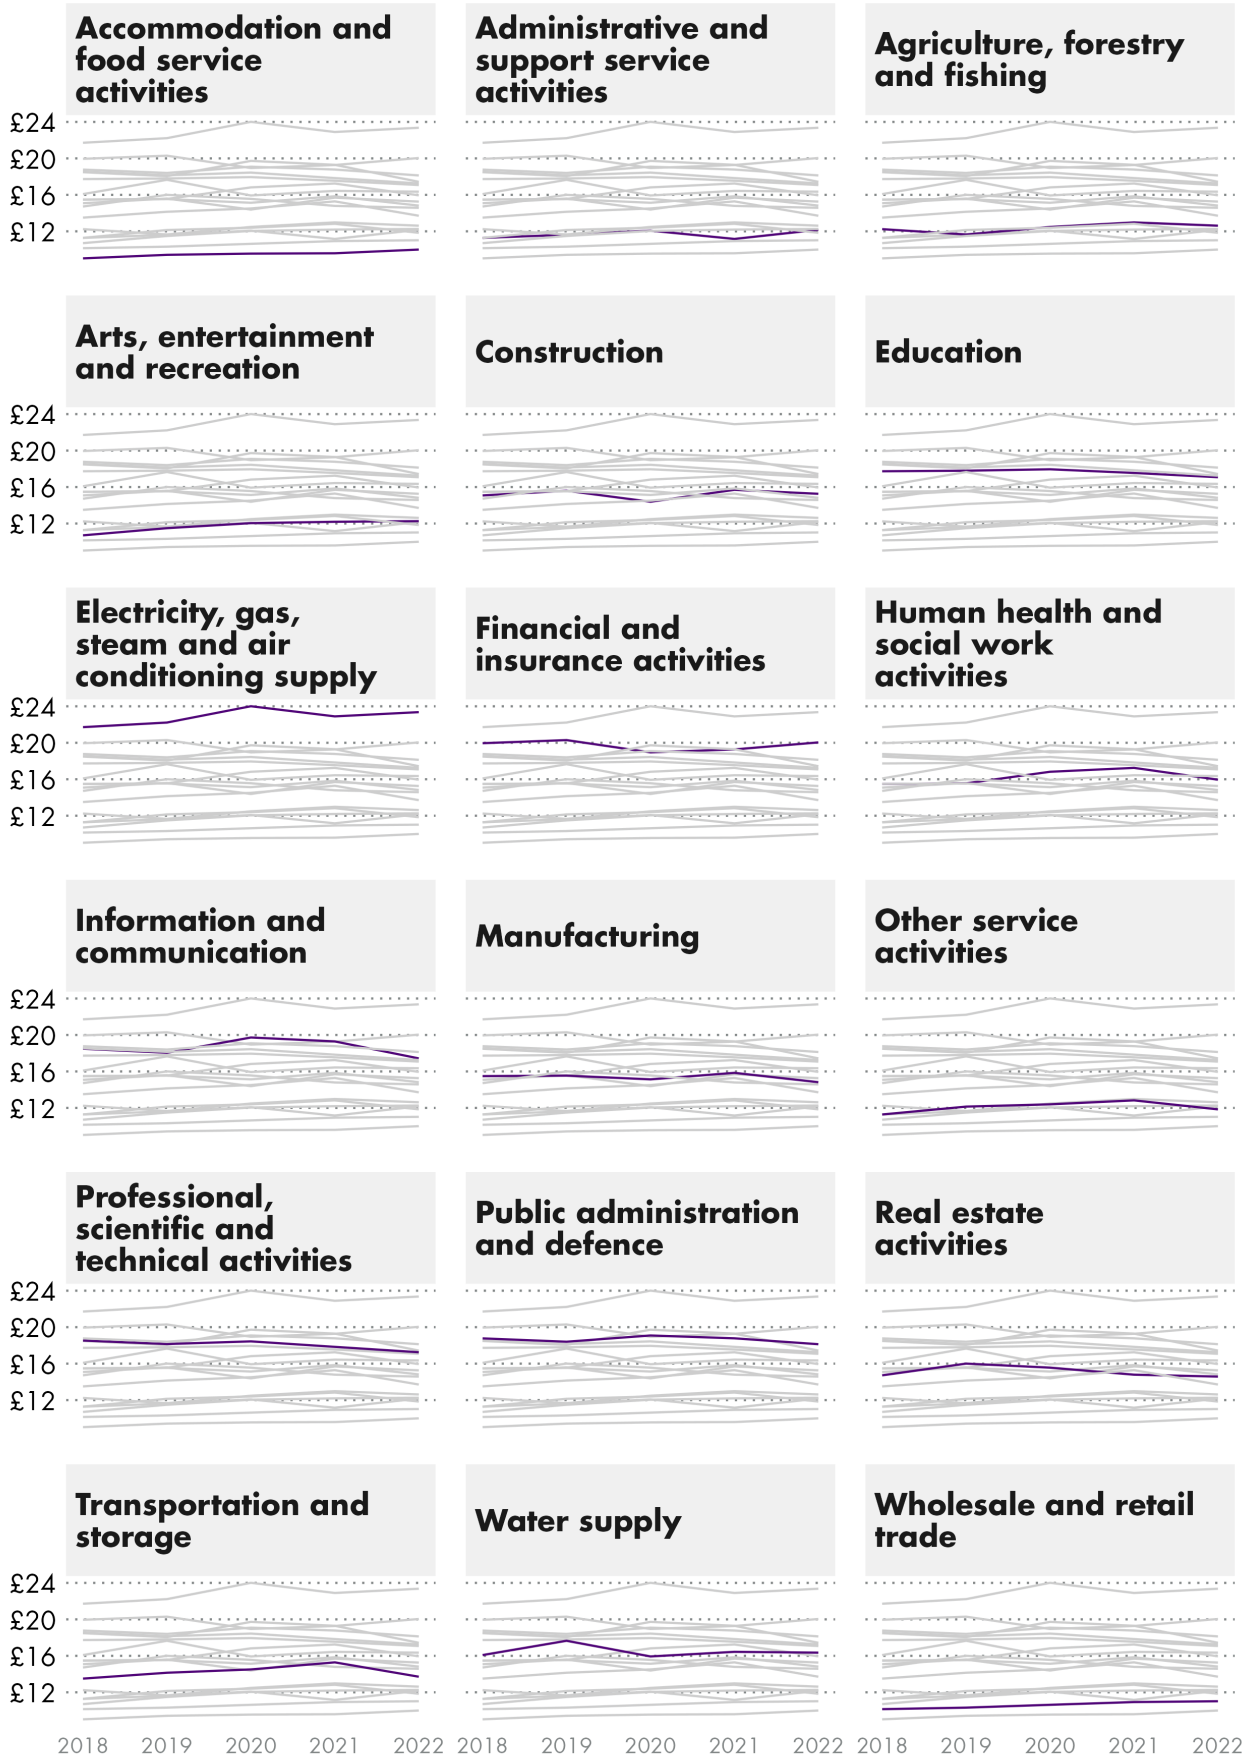 Accommodation and
food service
activities
Administrative and
support service
activities
Agriculture, forestry
and fishing
£24
£20
£16
£12
Arts, entertainment
and recreation
Construction
Education
£24
£20
£16
£12
Electricity, gas,
steam and air
conditioning supply
Financial and
insurance activities
Human health and
social work
activities
£24
£20
£16
£12
Information and
communication
Manufacturing
Other service
activities
£24
£20
£16
£12
Professional,
scientific and
technical activities
Public administration
and defence
Real estate
activities
£24
£20
£16
£12
Transportation and
storage
Water supply
Wholesale and retail
trade
£24
£20
£16
£12
2018 2019 2020 2021 2022 2018 2019 2020 2021 2022 2018 2019 2020 2021 2022